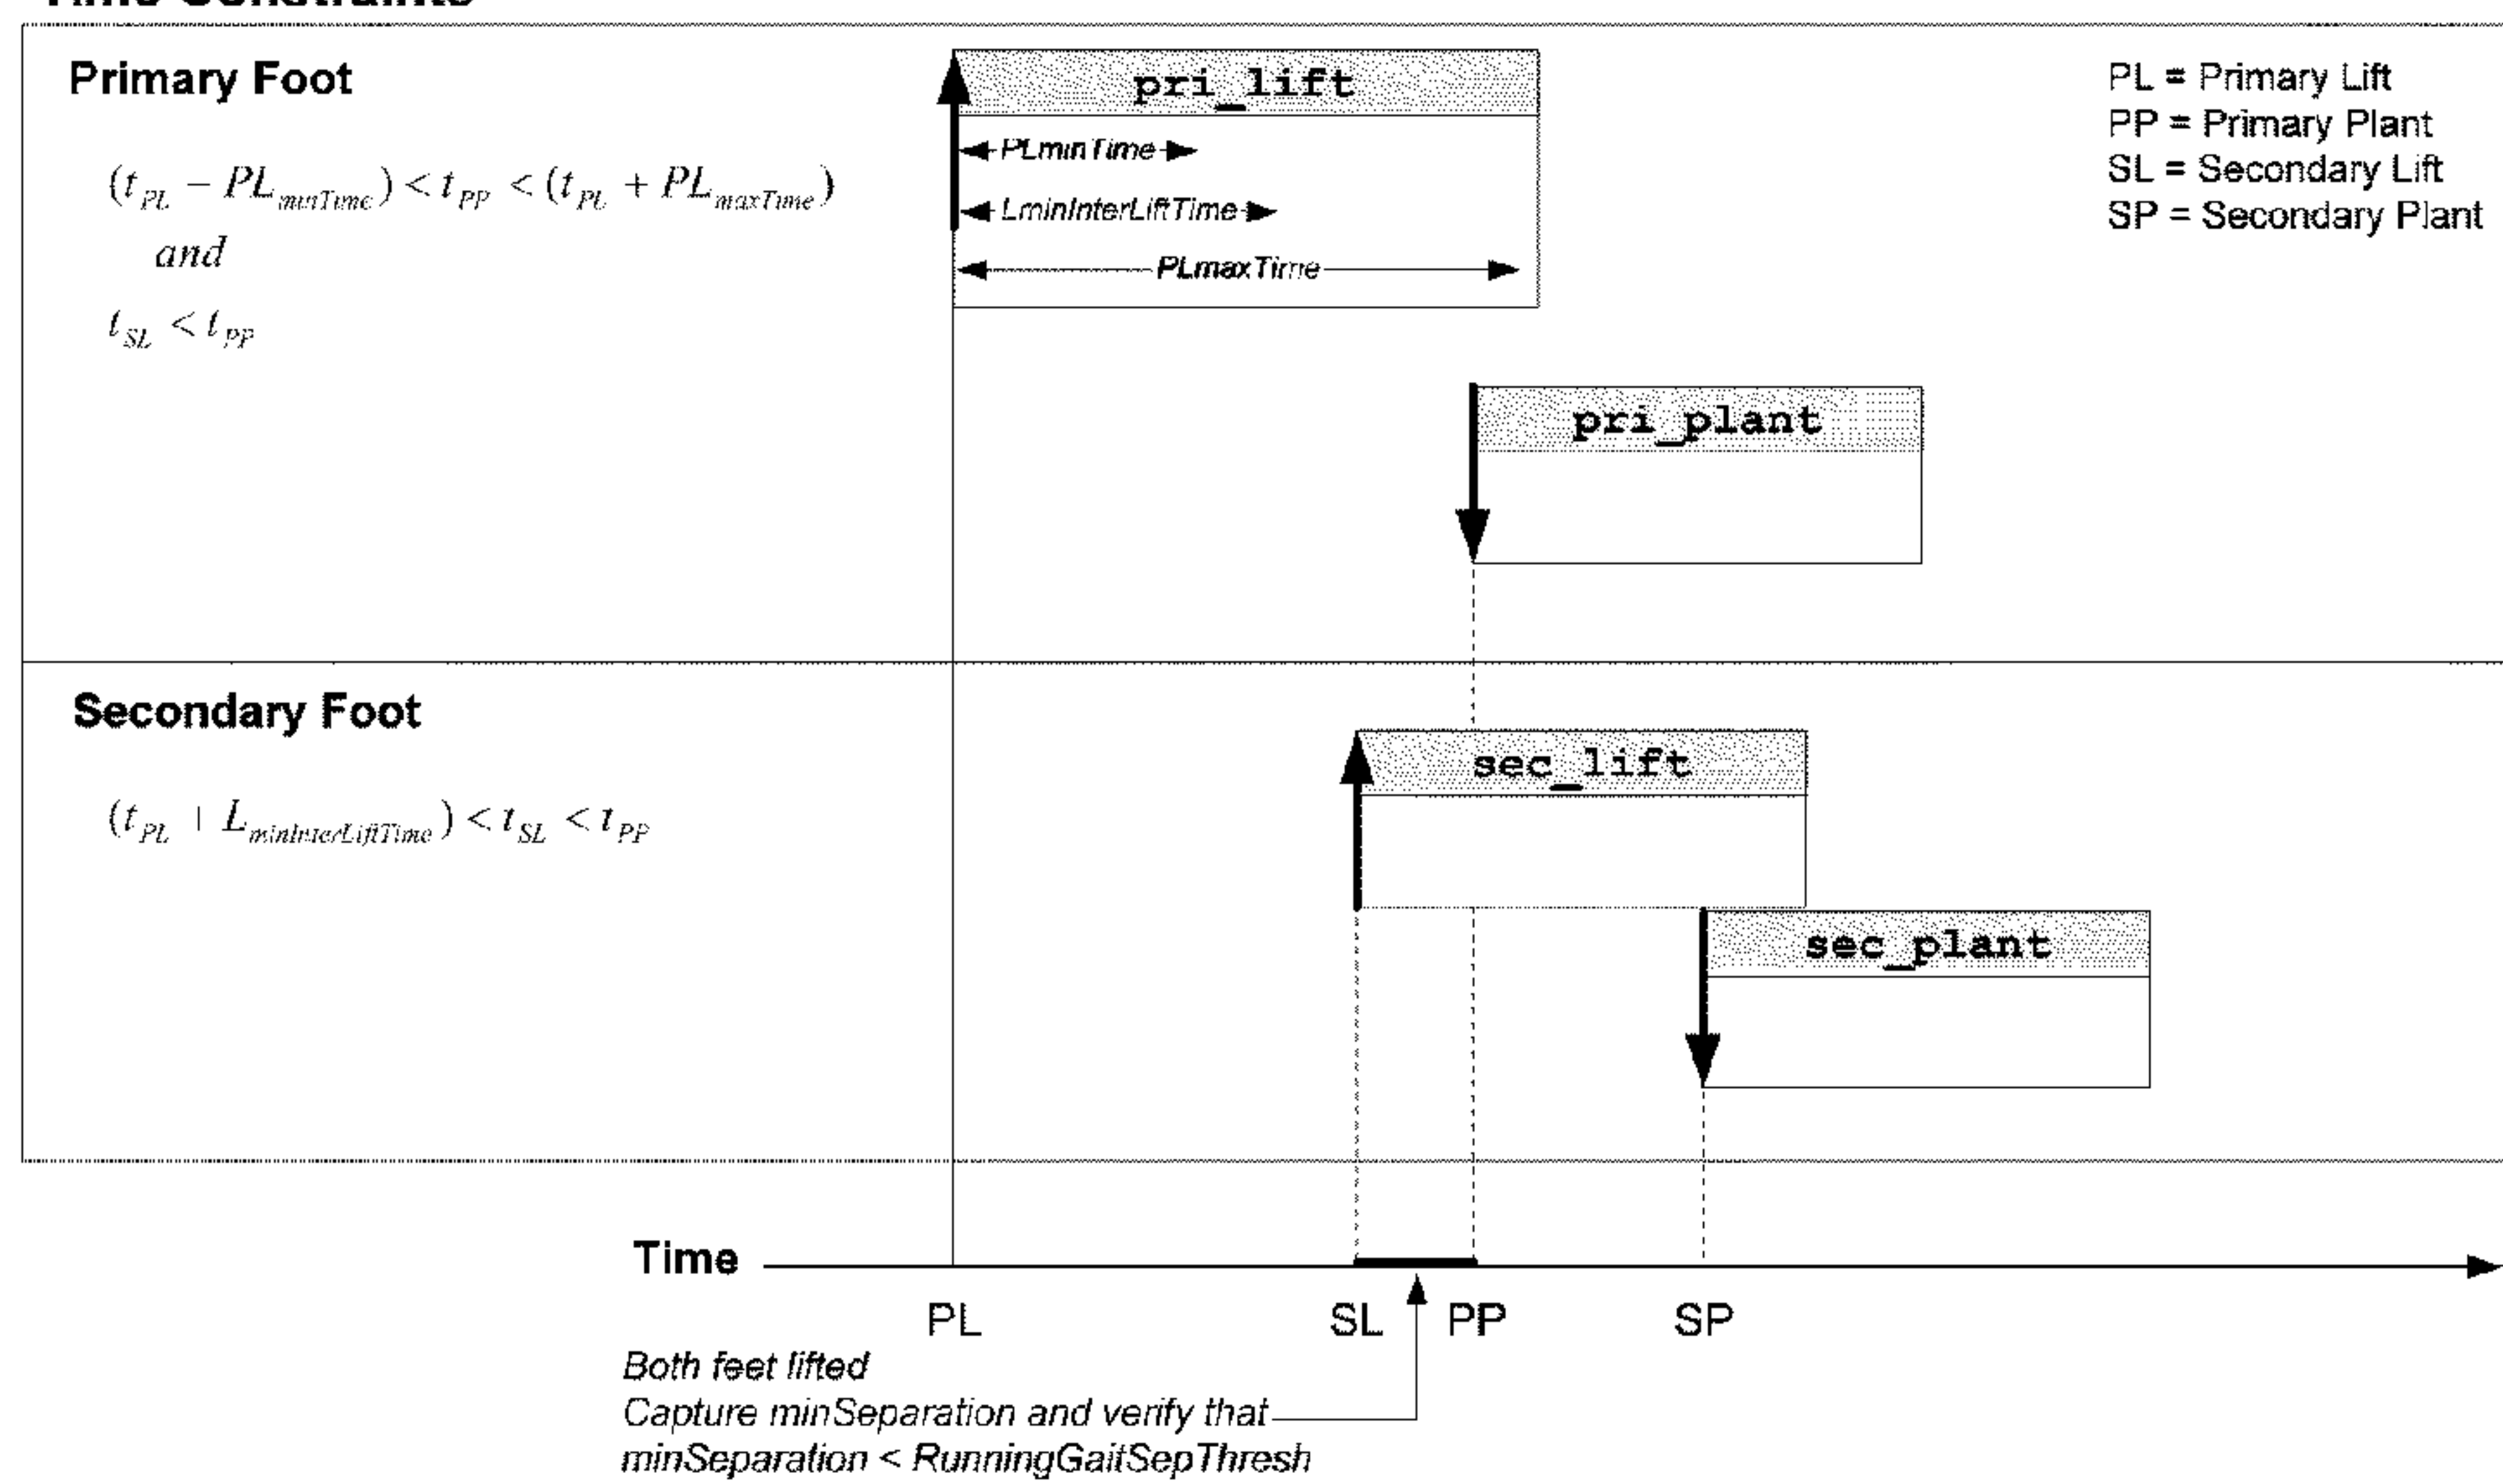 Time Constraints
Primary Foot
(t_PL − PL_minTime) < t_PP < (t_PL + PL_maxTime)
and
t_SL < t_PP
pri_lift
PLminTime
LminInterLiftTime
PLmaxTime
PL = Primary Lift
PP = Primary Plant
SL = Secondary Lift
SP = Secondary Plant
pri_plant
Secondary Foot
(t_PL + L_minInterLiftTime) < t_SL < t_PP
sec_lift
sec_plant
Time
PL SL PP SP
Both feet lifted
Capture minSeparation and verify that
minSeparation < RunningGaitSepThresh